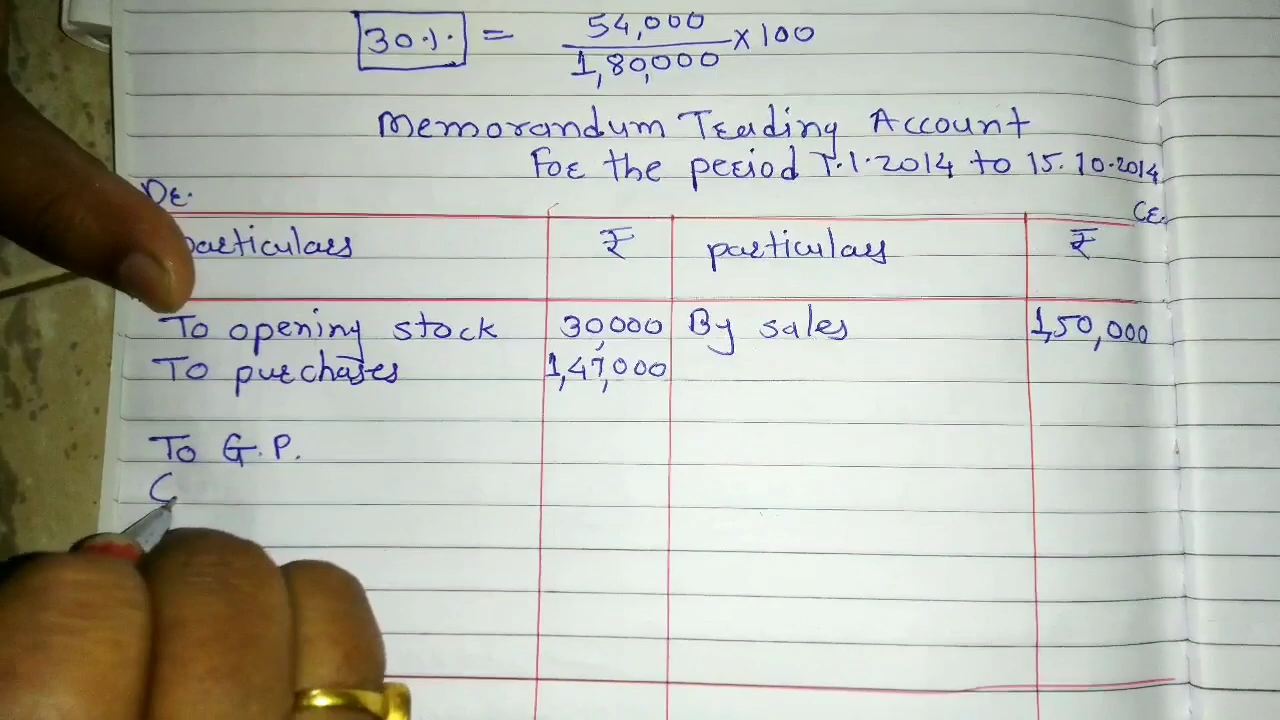 30% = 54,000 / 1,80,000 × 100
Memorandum Trading Account
For the period 1.1.2014 to 15.10.2014
Dr. Cr.
particulars ₹ particulars ₹
To opening stock 30,000 By sales 1,50,000
To purchases 1,47,000
To G.P.
C